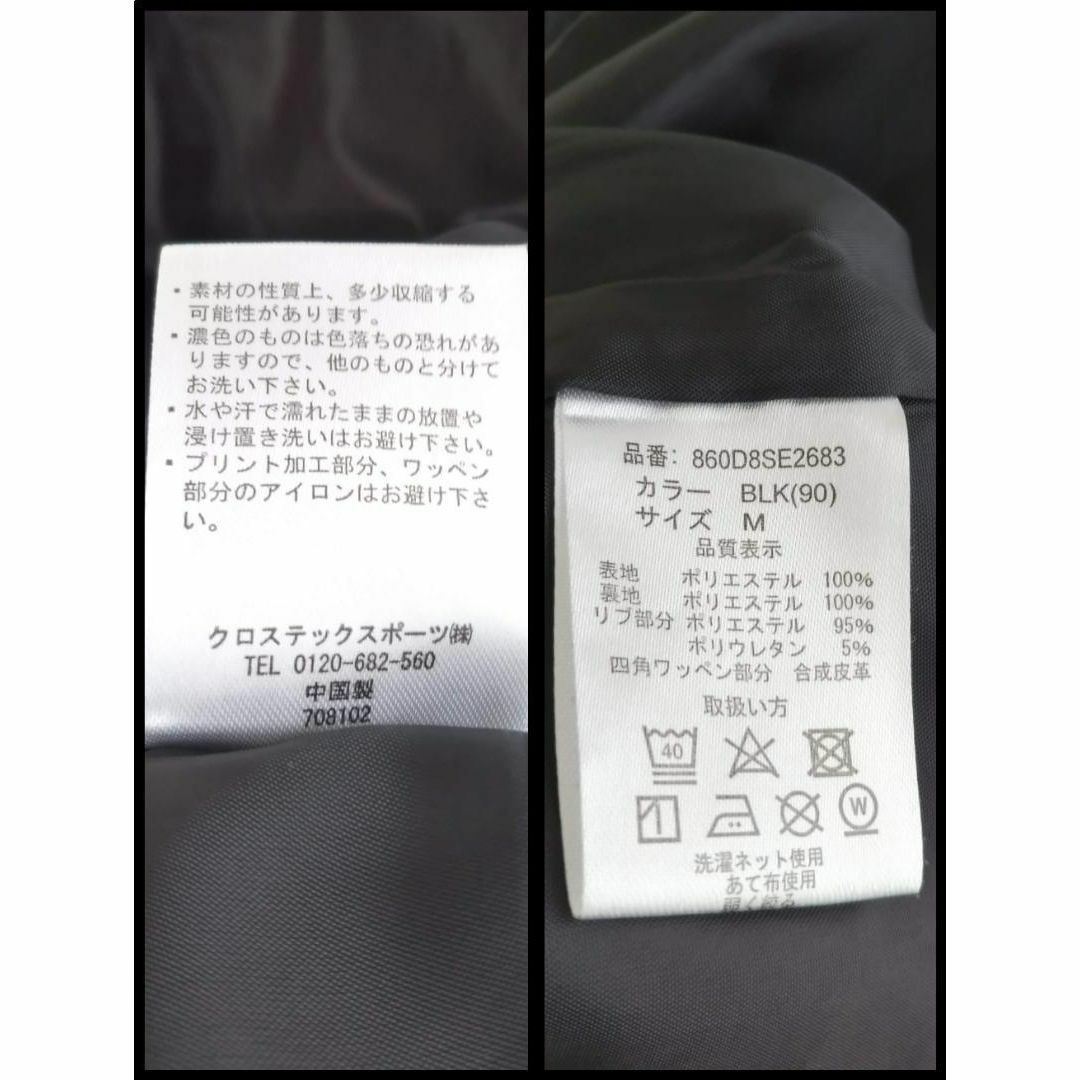 ・素材の性質上、多少収縮する
可能性があります。
・濃色のものは色落ちの恐れがあ
りますので、他のものと分けて
お洗い下さい。
・水や汗で濡れたままの放置や
浸け置き洗いはお避け下さい。
・プリント加工部分、ワッペン
部分のアイロンはお避け下さ
い。
クロステックスポーツ㈱
TEL 0120-682-560
中国製
708102
品番: 860D8SE2683
カラー BLK(90)
サイズ M
品質表示
表地 ポリエステル 100%
裏地 ポリエステル 100%
リブ部分 ポリエステル 95%
ポリウレタン 5%
四角ワッペン部分 合成皮革
取扱い方
40
W
洗濯ネット使用
あて布使用
弱く絞る